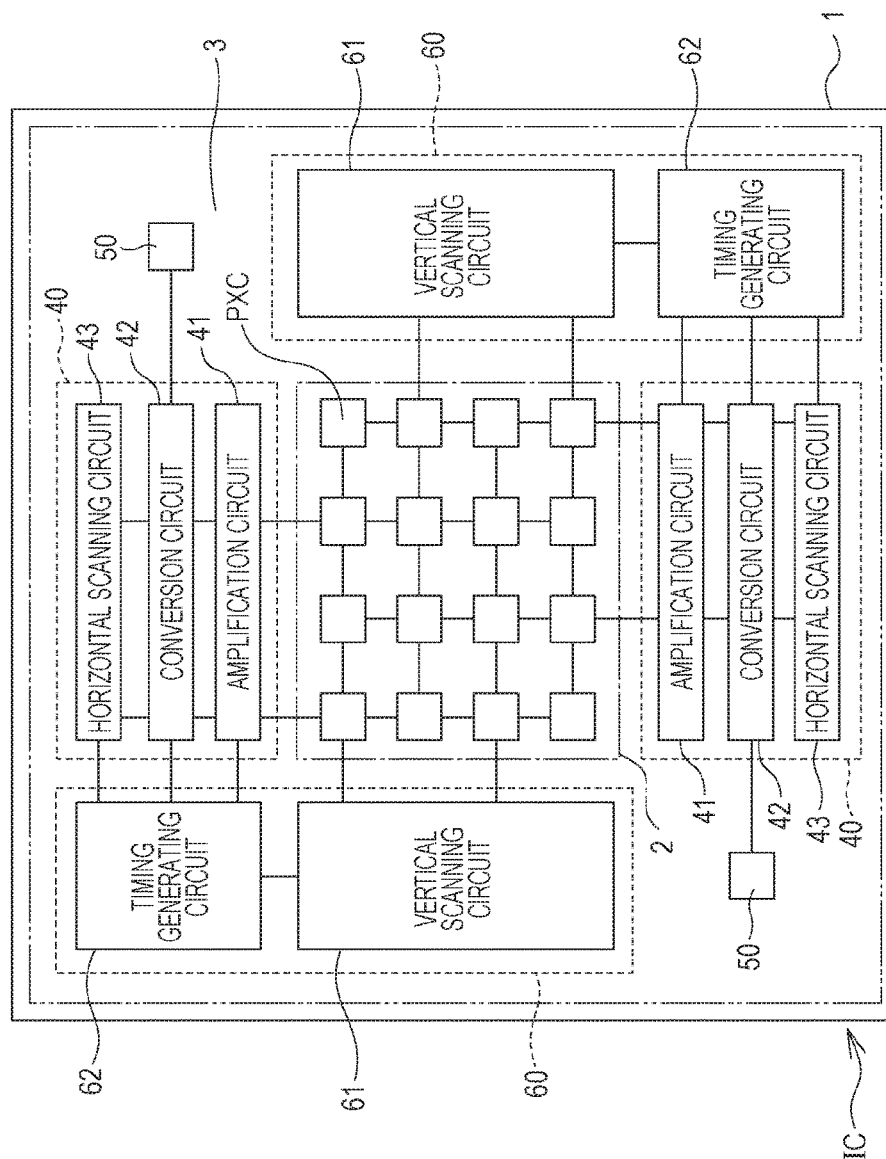 IC
62
61
60
TIMING
GENERATING
CIRCUIT
VERTICAL
SCANNING
CIRCUIT
40
43
42
41
HORIZONTAL SCANNING CIRCUIT
CONVERSION CIRCUIT
AMPLIFICATION CIRCUIT
50
3
PXC
2
41
42
43
40
50
AMPLIFICATION CIRCUIT
CONVERSION CIRCUIT
HORIZONTAL SCANNING CIRCUIT
VERTICAL
SCANNING
CIRCUIT
TIMING
GENERATING
CIRCUIT
61
60
62
1